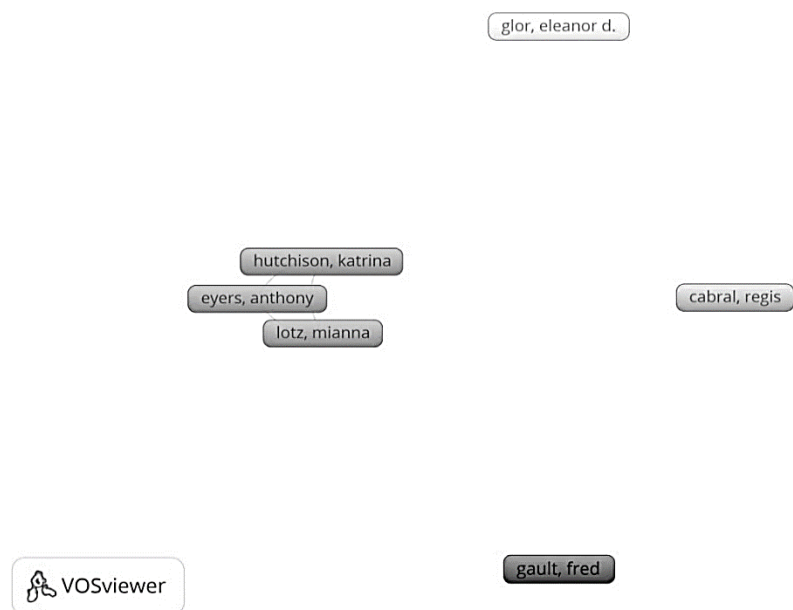 glor, eleanor d.
hutchison, katrina
eyers, anthony
cabral, regis
lotz, mianna
gault, fred
VOSviewer